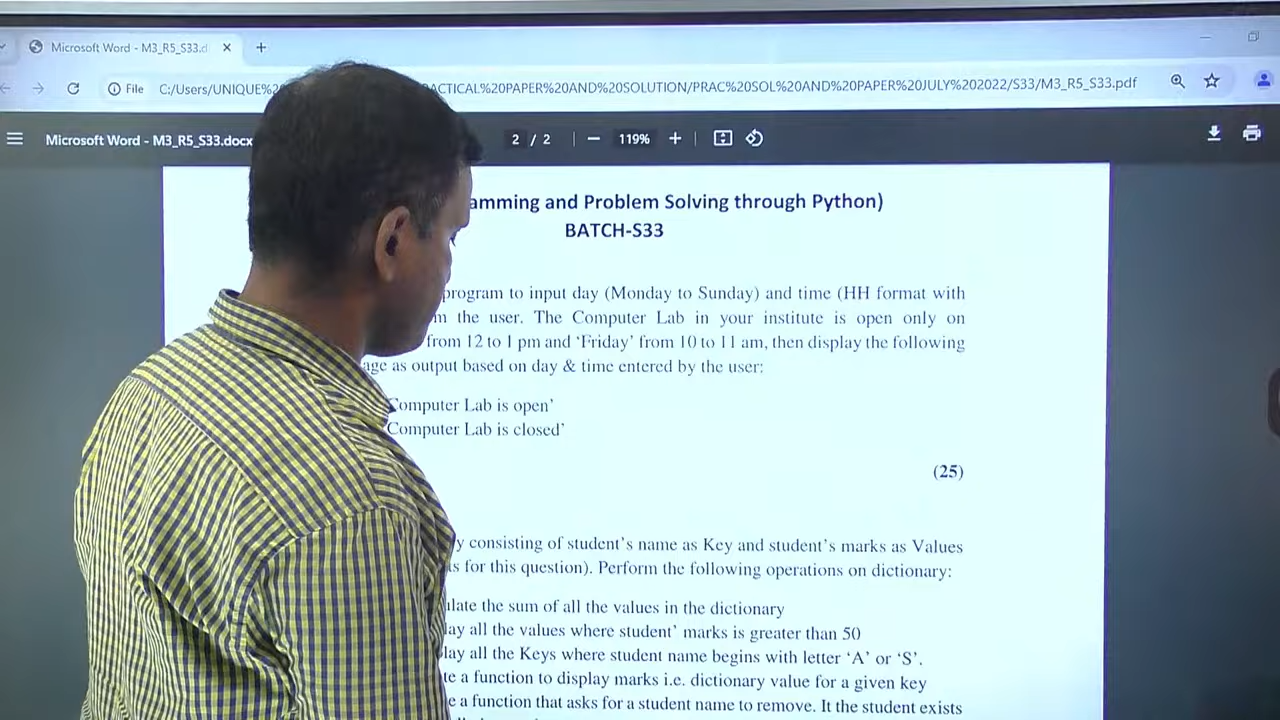 Microsoft Word - M3_R5_S33.d
File C:/Users/UNIQUE%2 ACTICAL%20PAPER%20AND%20SOLUTION/PRAC%20SOL%20AND%20PAPER%20JULY%202022/S33/M3_R5_S33.pdf
Microsoft Word - M3_R5_S33.docx 2 / 2 119%
amming and Problem Solving through Python)
BATCH-S33
program to input day (Monday to Sunday) and time (HH format with
m the user. The Computer Lab in your institute is open only on
from 12 to 1 pm and ‘Friday’ from 10 to 11 am, then display the following
age as output based on day & time entered by the user:
Computer Lab is open’
Computer Lab is closed’
(25)
y consisting of student’s name as Key and student’s marks as Values
s for this question). Perform the following operations on dictionary:
ulate the sum of all the values in the dictionary
lay all the values where student’ marks is greater than 50
lay all the Keys where student name begins with letter ‘A’ or ‘S’.
te a function to display marks i.e. dictionary value for a given key
e a function that asks for a student name to remove. It the student exists